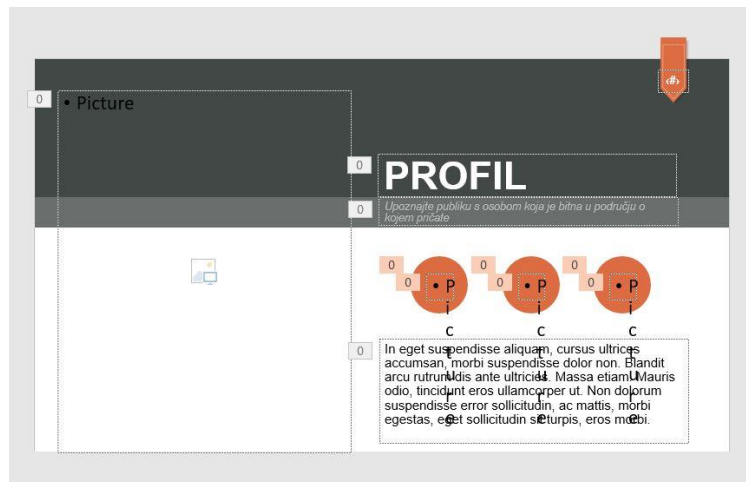 ‹#›
0
• Picture
0
PROFIL
0
Upoznajte publiku s osobom koja je bitna u području o
kojem pričate
0 0 0
0 0 0
• P • P • P
i i i
c c c
t t t
u u u
r r r
e e e
0
In eget suspendisse aliquam, cursus ultrices
accumsan, morbi suspendisse dolor non. Blandit
arcu rutrum dis ante ultricies. Massa etiam Mauris
odio, tincidunt eros ullamcorper ut. Non dolorum
suspendisse error sollicitudin, ac mattis, morbi
egestas, eget sollicitudin sit turpis, eros morbi.